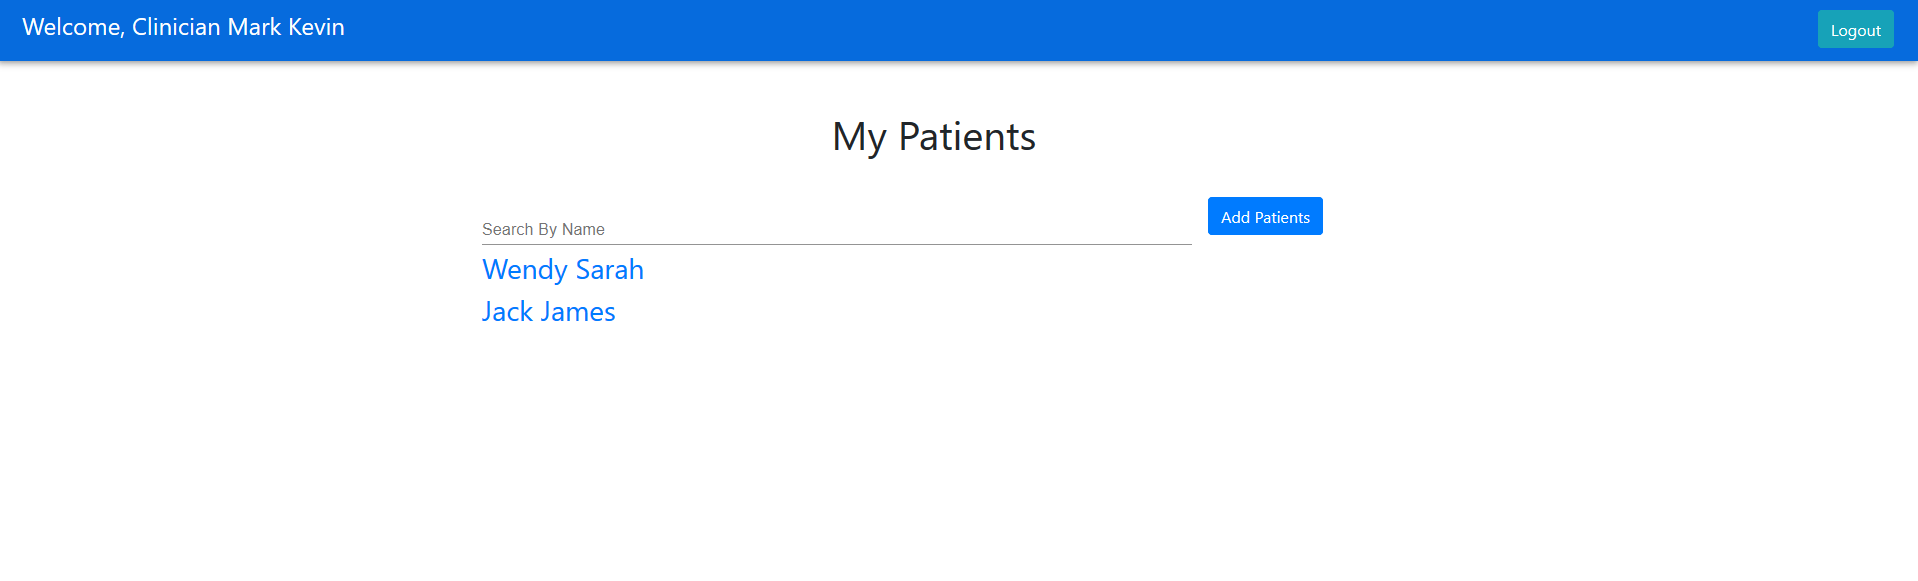 Welcome, Clinician Mark Kevin
Logout
My Patients
Search By Name
Add Patients
Wendy Sarah
Jack James